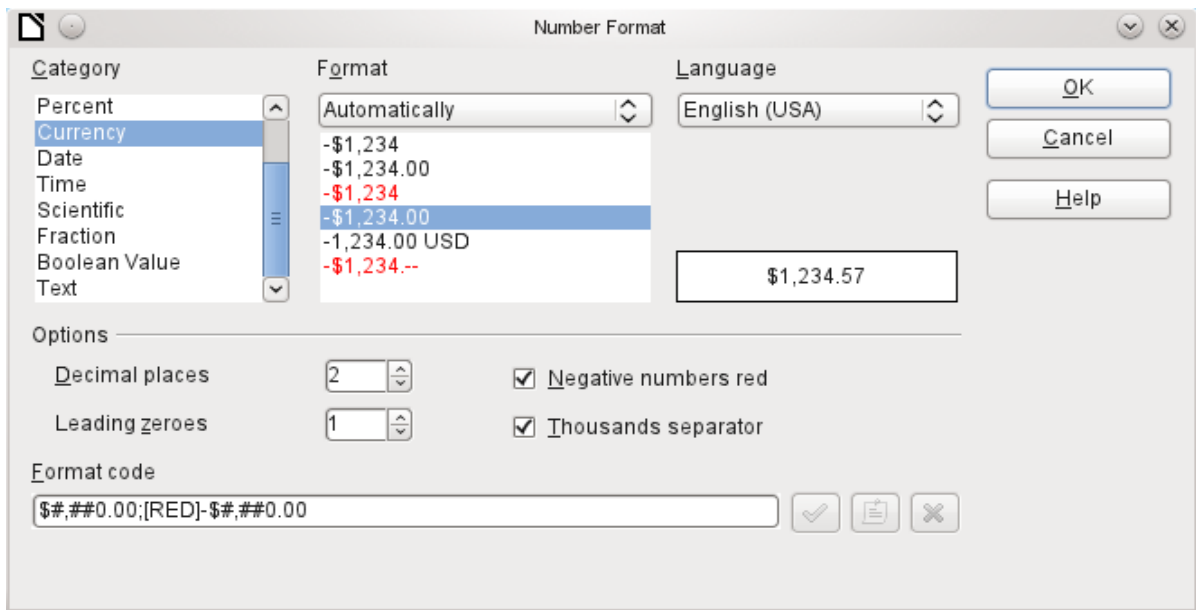 Number Format
Category
Percent
Currency
Date
Time
Scientific
Fraction
Boolean Value
Text
Format
Automatically
-$1,234
-$1,234.00
-$1,234
-$1,234.00
-1,234.00 USD
-$1,234.--
Language
English (USA)
$1,234.57
OK
Cancel
Help
Options
Decimal places
2
Negative numbers red
Leading zeroes
1
Thousands separator
Format code
$#,##0.00;[RED]-$#,##0.00